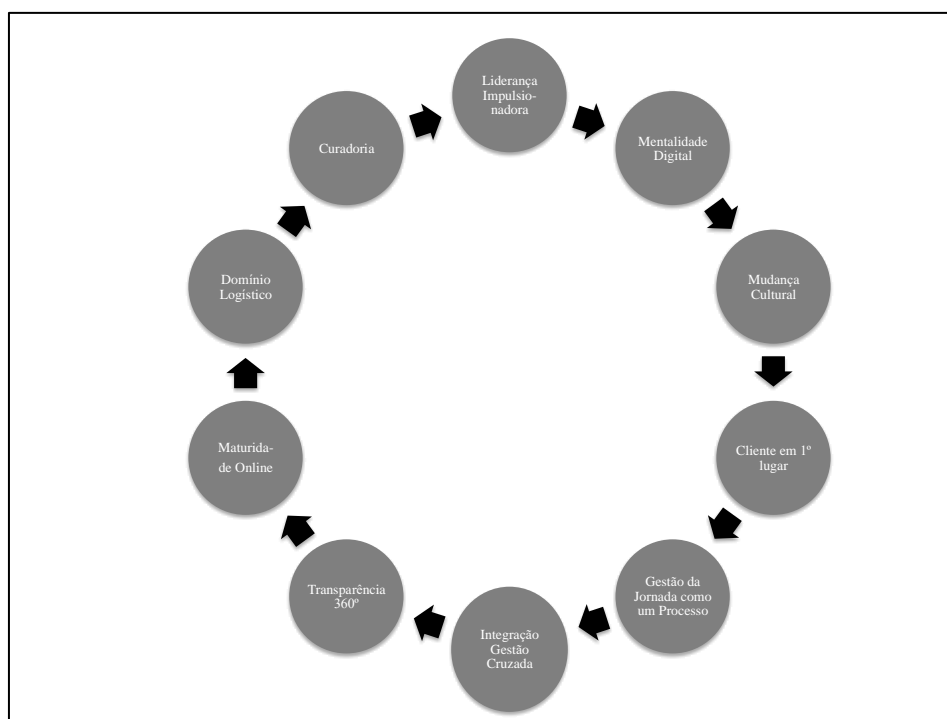 Liderança
Impulsio-
nadora
Mentalidade
Digital
Mudança
Cultural
Cliente em 1º
lugar
Gestão da
Jornada como
um Processo
Integração
Gestão
Cruzada
Transparência
360º
Maturida-
de Online
Domínio
Logístico
Curadoria